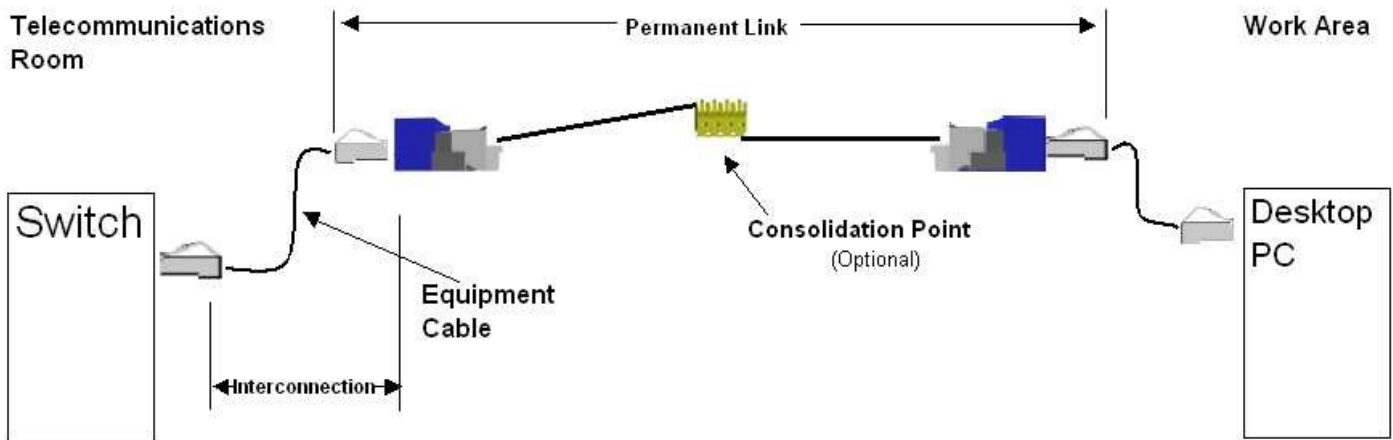 Telecommunications
Room
Permanent Link
Work Area
Switch
Consolidation Point
(Optional)
Desktop
PC
Equipment
Cable
Interconnection